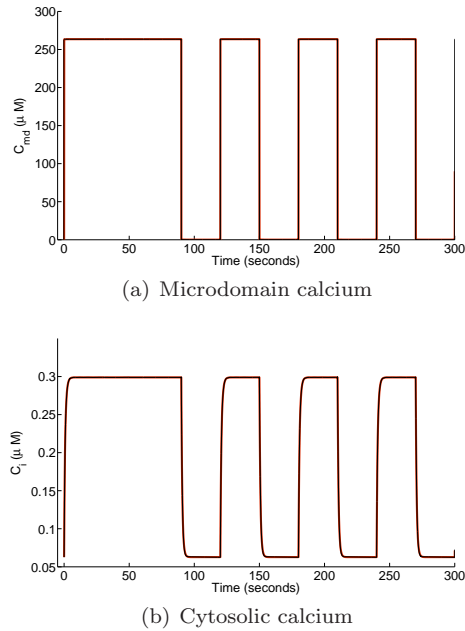 300
250
200
150
100
50
0
C_md (μ M)
0 50 100 150 200 250 300
Time (seconds)
(a) Microdomain calcium
0.3
0.25
0.2
0.15
0.1
0.05
C_i (μ M)
0 50 100 150 200 250 300
Time (seconds)
(b) Cytosolic calcium